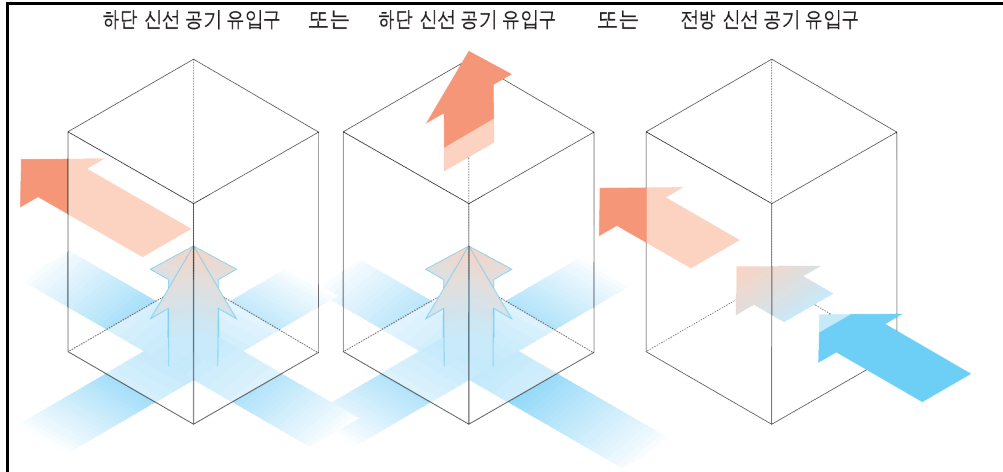 하단 신선 공기 유입구 또는 하단 신선 공기 유입구 또는 전방 신선 공기 유입구